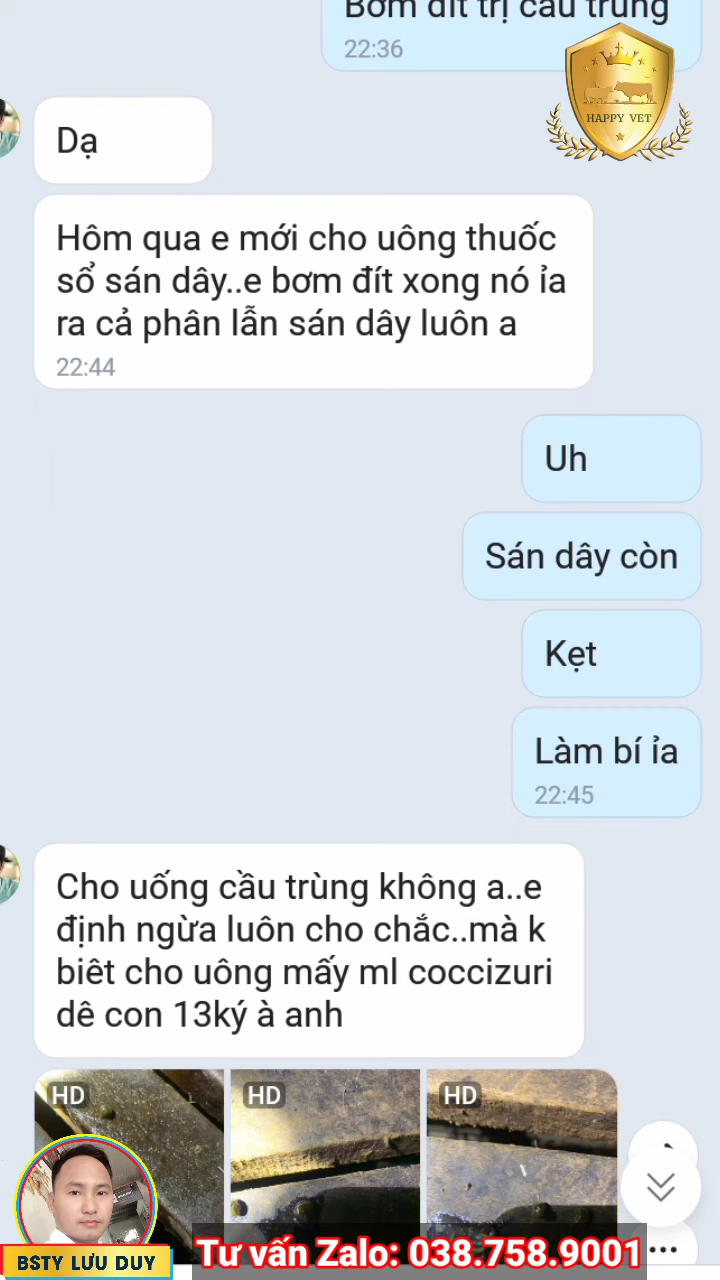 Bơm đít trị cầu trùng
22:36
HAPPY VET
Dạ
Hôm qua e mới cho uông thuốc
sổ sán dây..e bơm đít xong nó ỉa
ra cả phân lẫn sán dây luôn a
22:44
Uh
Sán dây còn
Kẹt
Làm bí ỉa
22:45
Cho uống cầu trùng không a..e
định ngừa luôn cho chắc..mà k
biêt cho uông mấy ml coccizuri
dê con 13ký à anh
HD
HD
HD
BSTY LƯU DUY
Tư vấn Zalo: 038.758.9001